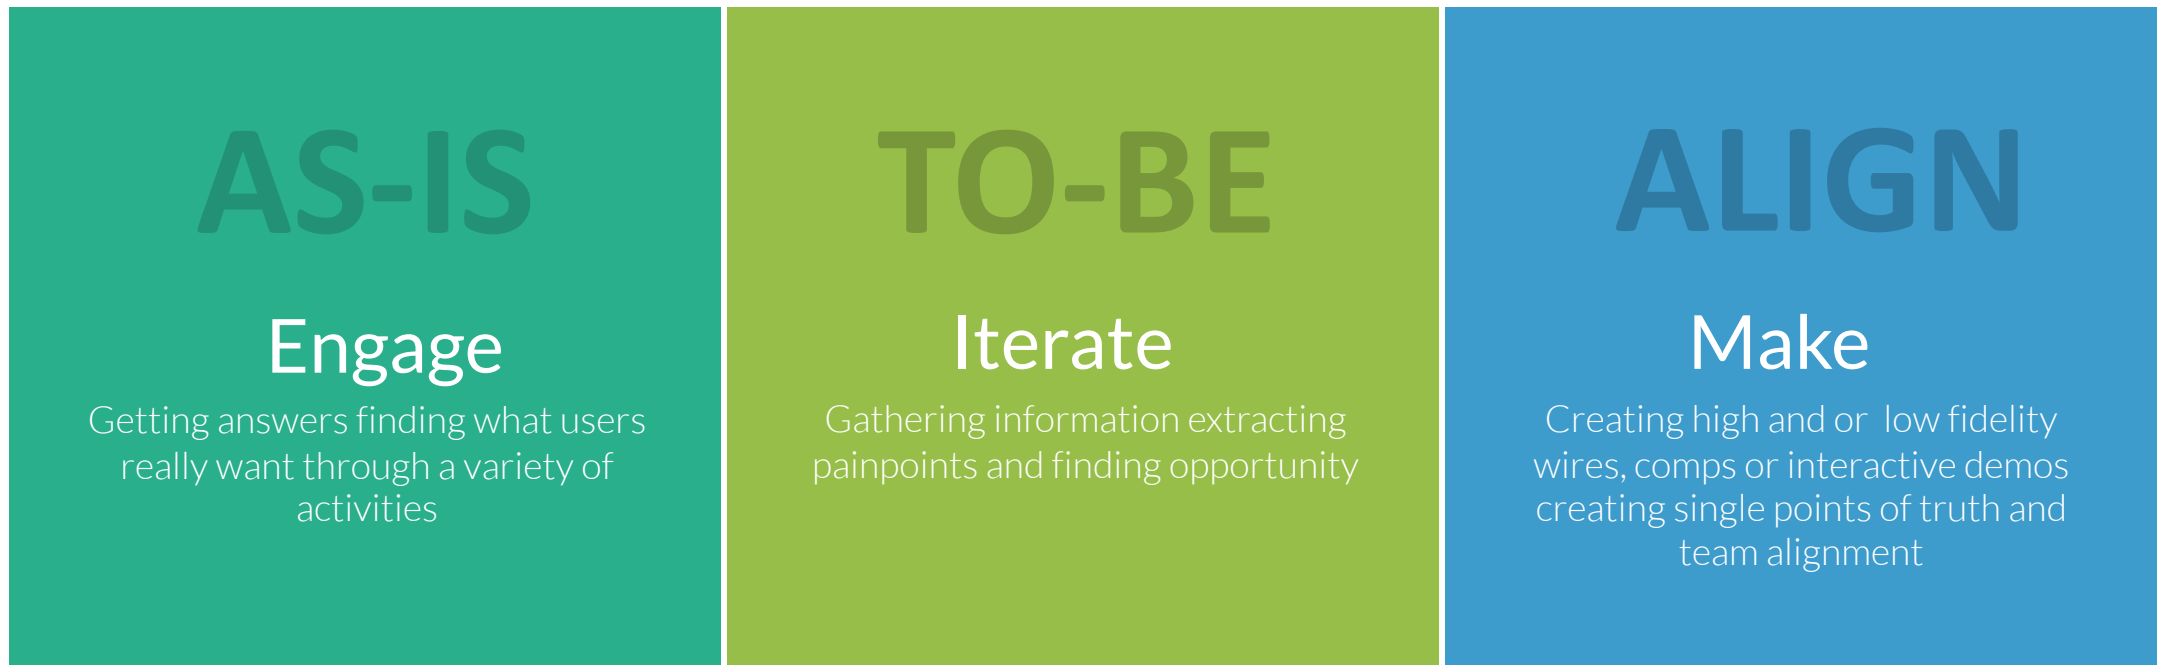 AS-IS
Engage
Getting answers finding what users
really want through a variety of
activities
TO-BE
Iterate
Gathering information extracting
painpoints and finding opportunity
ALIGN
Make
Creating high and or low fidelity
wires, comps or interactive demos
creating single points of truth and
team alignment